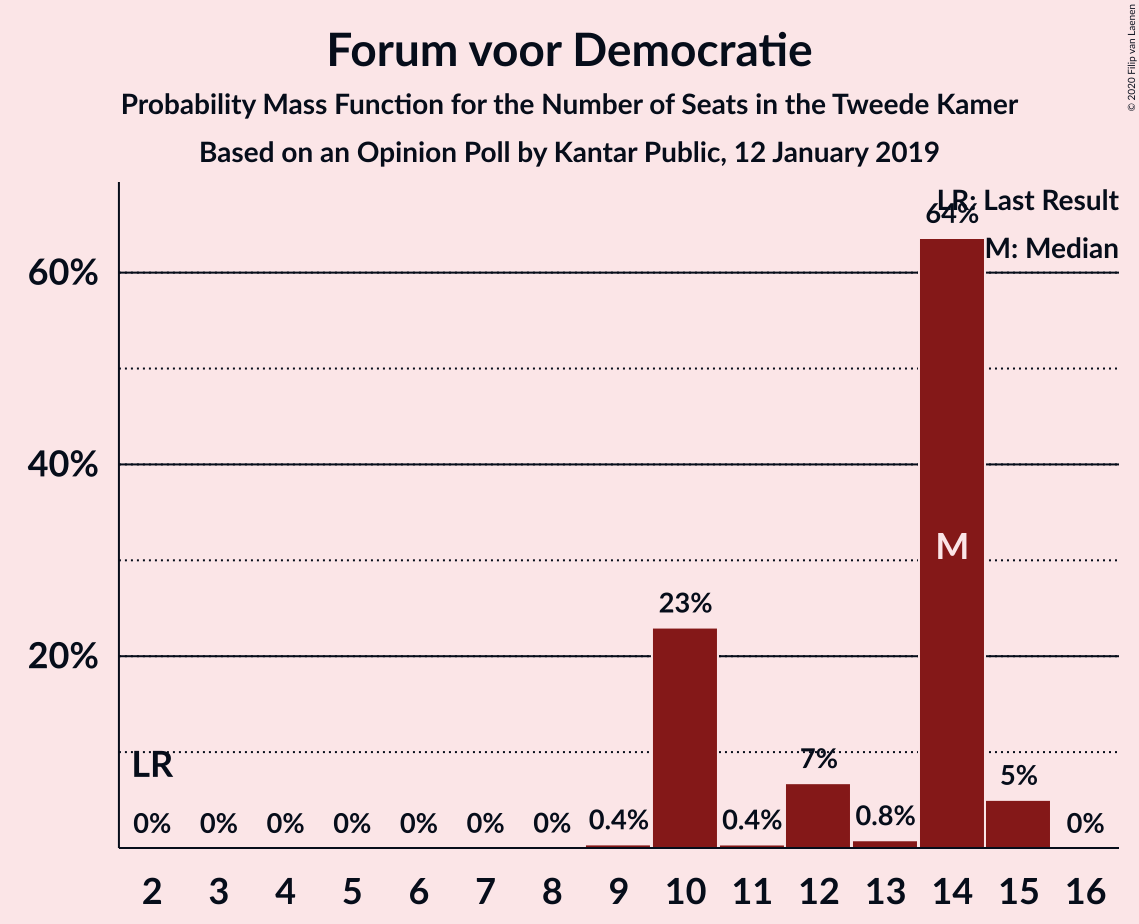 Forum voor Democratie
Probability Mass Function for the Number of Seats in the Tweede Kamer
Based on an Opinion Poll by Kantar Public, 12 January 2019
© 2020 Filip van Laenen
LR: Last Result
M: Median
60%
40%
20%
LR
0% 0% 0% 0% 0% 0% 0% 0.4% 23% 0.4% 7% 0.8% 64% 5% 0%
M
2 3 4 5 6 7 8 9 10 11 12 13 14 15 16